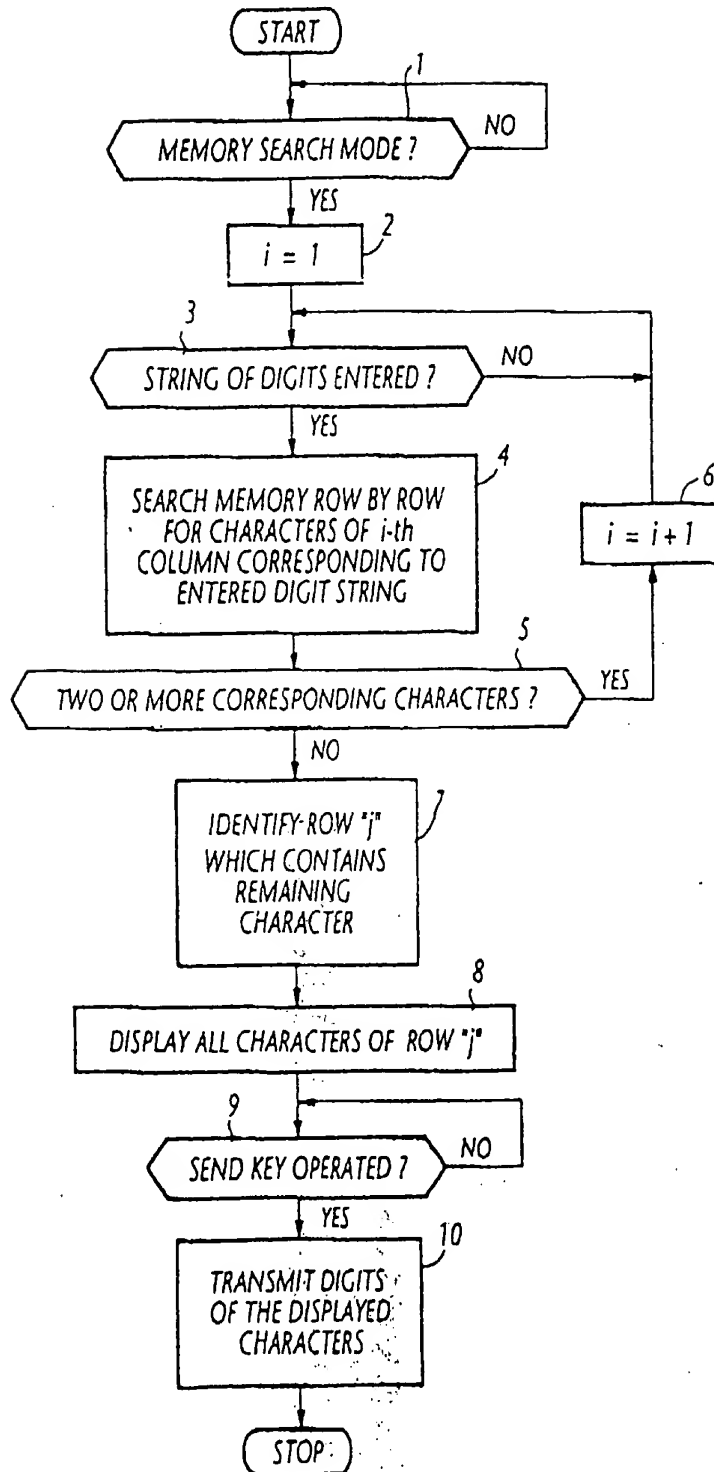 START
1
MEMORY SEARCH MODE ?
NO
YES
2
i = 1
3
STRING OF DIGITS ENTERED ?
NO
YES
4
SEARCH MEMORY ROW BY ROW
FOR CHARACTERS OF i-th
COLUMN CORRESPONDING TO
ENTERED DIGIT STRING
6
i = i+1
5
TWO OR MORE CORRESPONDING CHARACTERS ?
YES
NO
7
IDENTIFY-ROW "j"
WHICH CONTAINS
REMAINING
CHARACTER
8
DISPLAY ALL CHARACTERS OF ROW "j"
9
SEND KEY OPERATED ?
NO
YES
10
TRANSMIT DIGITS
OF THE DISPLAYED
CHARACTERS
STOP